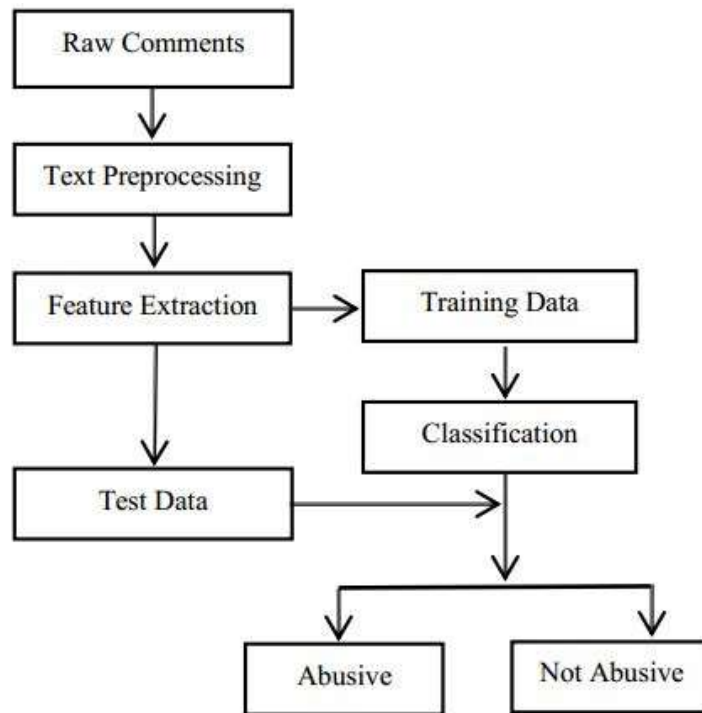 Raw Comments
Text Preprocessing
Feature Extraction
Training Data
Classification
Test Data
Abusive
Not Abusive